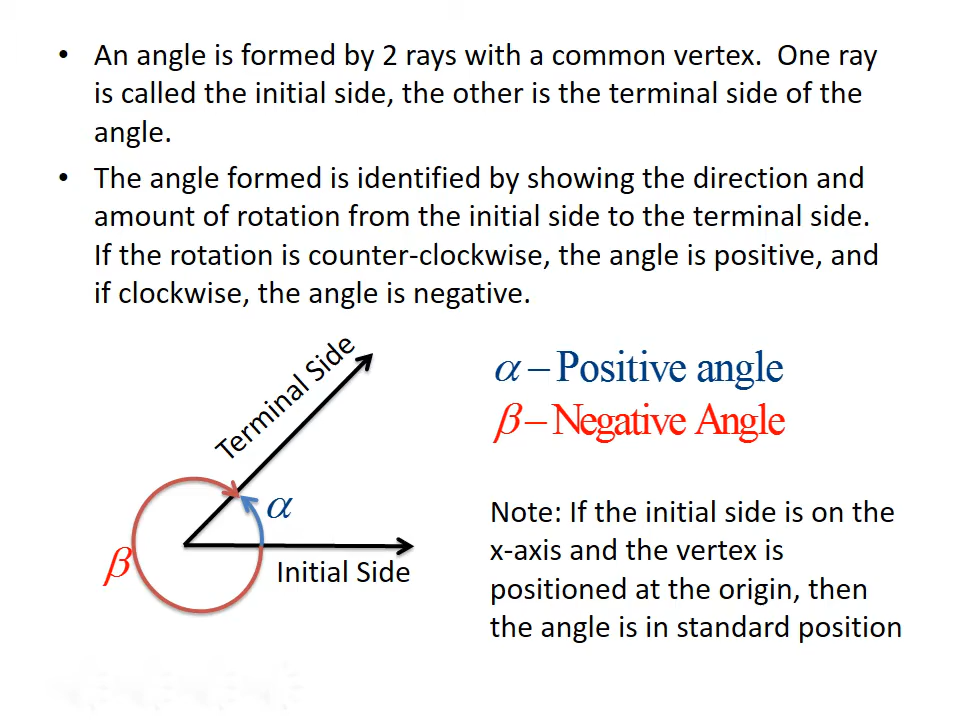 • An angle is formed by 2 rays with a common vertex.  One ray
is called the initial side, the other is the terminal side of the
angle.
• The angle formed is identified by showing the direction and
amount of rotation from the initial side to the terminal side.
If the rotation is counter-clockwise, the angle is positive, and
if clockwise, the angle is negative.
Terminal Side
α
β
Initial Side
α – Positive angle
β – Negative Angle
Note: If the initial side is on the
x-axis and the vertex is
positioned at the origin, then
the angle is in standard position